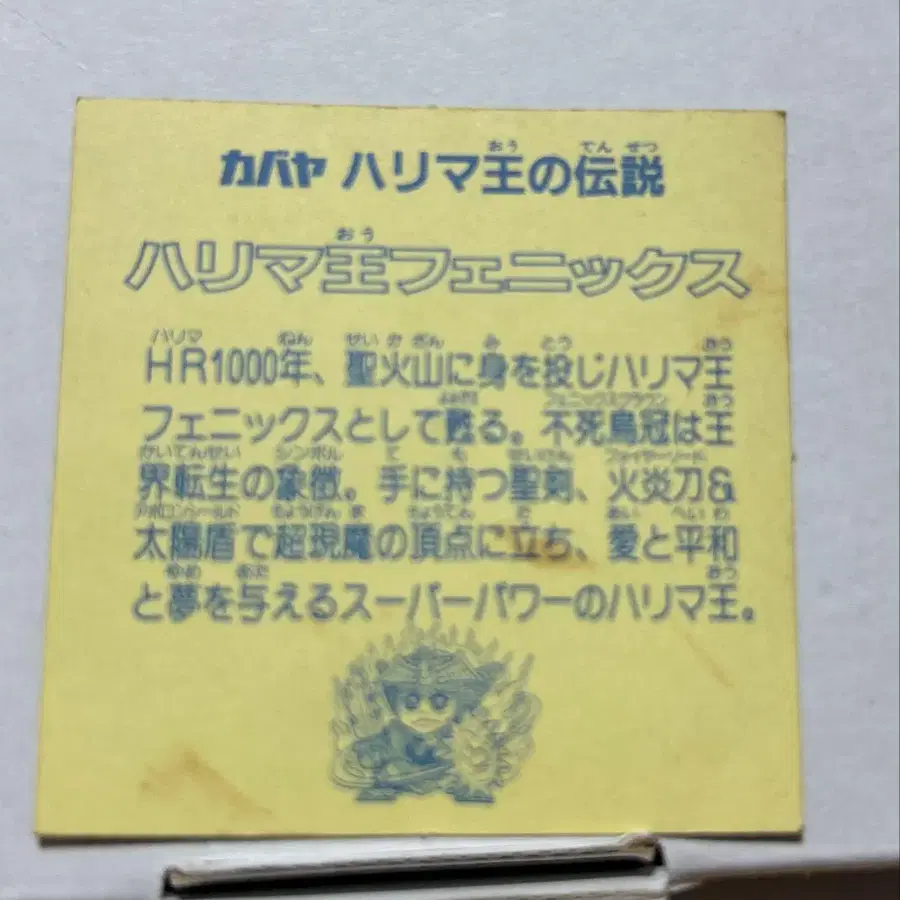 カバヤ ハリマ王の伝説
ハリマ王フェニックス
HR1000年、聖火山に身を投じハリマ王
フェニックスとして甦る。不死鳥冠は王
界転生の象徴。手に持つ聖剣、火炎刀&
太陽盾で超現魔の頂点に立ち、愛と平和
と夢を与えるスーパーパワーのハリマ王。